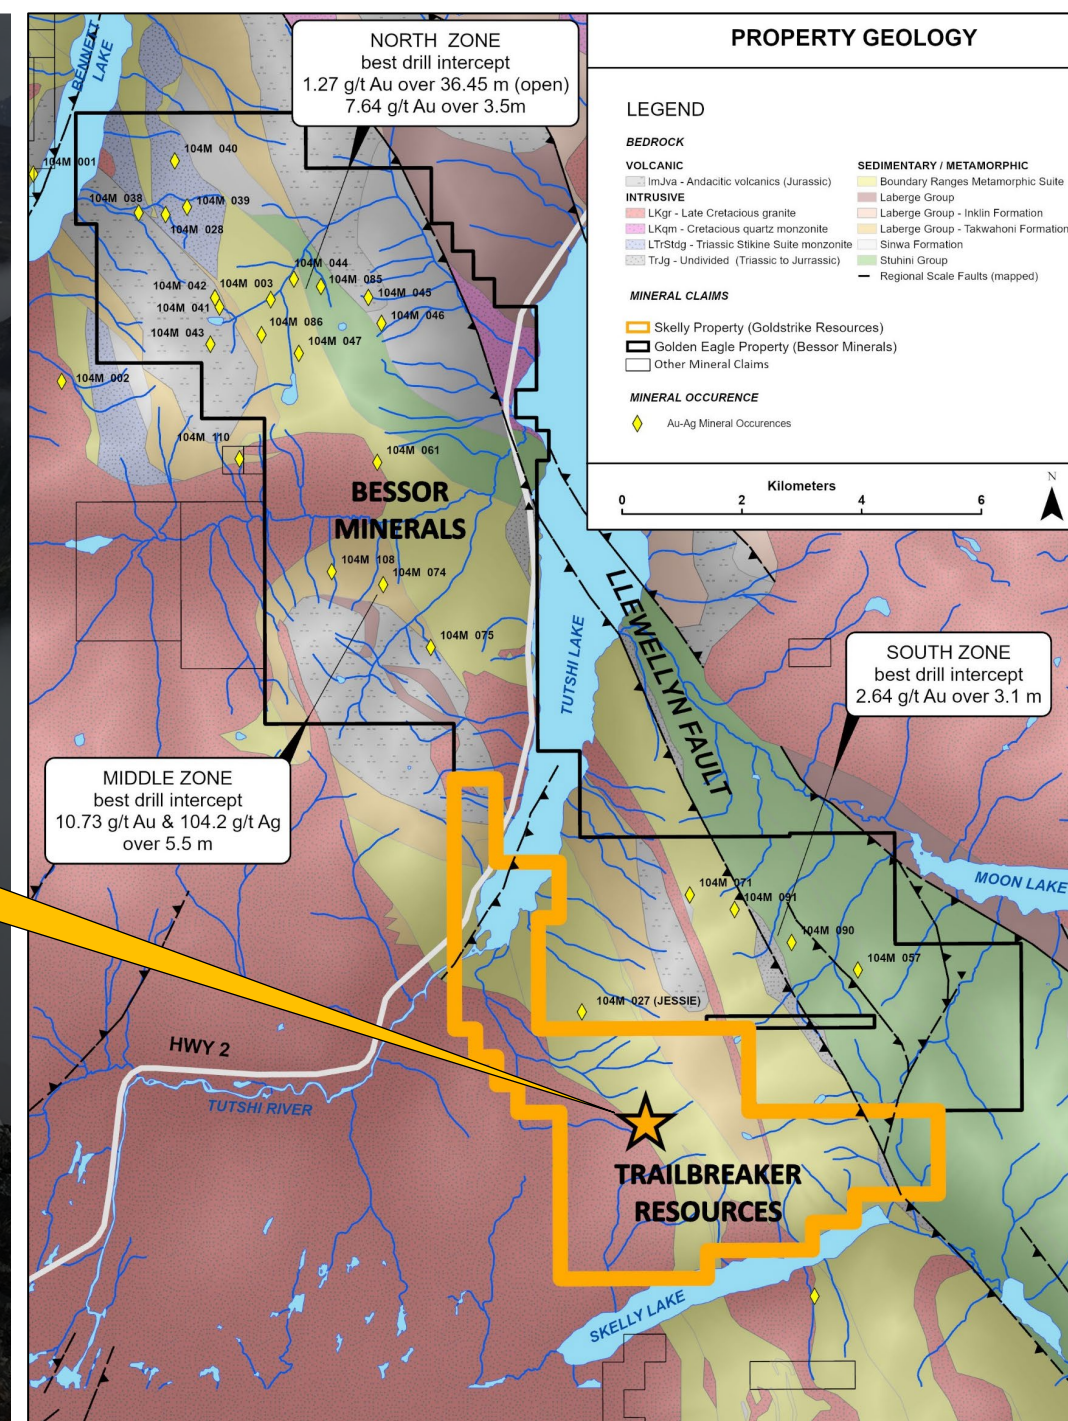 PROPERTY GEOLOGY
LEGEND
BEDROCK
VOLCANIC
lmJva - Andacitic volcanics (Jurassic)
INTRUSIVE
LKgr - Late Cretacious granite
LKqm - Cretacious quartz monzonite
LTrStdg - Triassic Stikine Suite monzonite
TrJg - Undivided (Triassic to Jurrassic)
SEDIMENTARY / METAMORPHIC
Boundary Ranges Metamorphic Suite
Laberge Group
Laberge Group - Inklin Formation
Laberge Group - Takwahoni Formation
Sinwa Formation
Stuhini Group
Regional Scale Faults (mapped)
MINERAL CLAIMS
Skelly Property (Goldstrike Resources)
Golden Eagle Property (Bessor Minerals)
Other Mineral Claims
MINERAL OCCURENCE
Au-Ag Mineral Occurences
Kilometers
0 2 4 6
N
BENNETT
LAKE
NORTH ZONE
best drill intercept
1.27 g/t Au over 36.45 m (open)
7.64 g/t Au over 3.5m
104M 001
104M 040
104M 038
104M 039
104M 028
104M 044
104M 042
104M 003
104M 085
104M 045
104M 041
104M 086
104M 046
104M 043
104M 047
104M 002
104M 110
104M 061
BESSOR
MINERALS
104M 108
104M 074
104M 075
TUTSHI LAKE
LLEWELLYN FAULT
SOUTH ZONE
best drill intercept
2.64 g/t Au over 3.1 m
MIDDLE ZONE
best drill intercept
10.73 g/t Au & 104.2 g/t Ag
over 5.5 m
MOON LAKE
104M 071
104M 091
104M 090
104M 057
104M 027 (JESSIE)
HWY 2
TUTSHI RIVER
TRAILBREAKER
RESOURCES
SKELLY LAKE